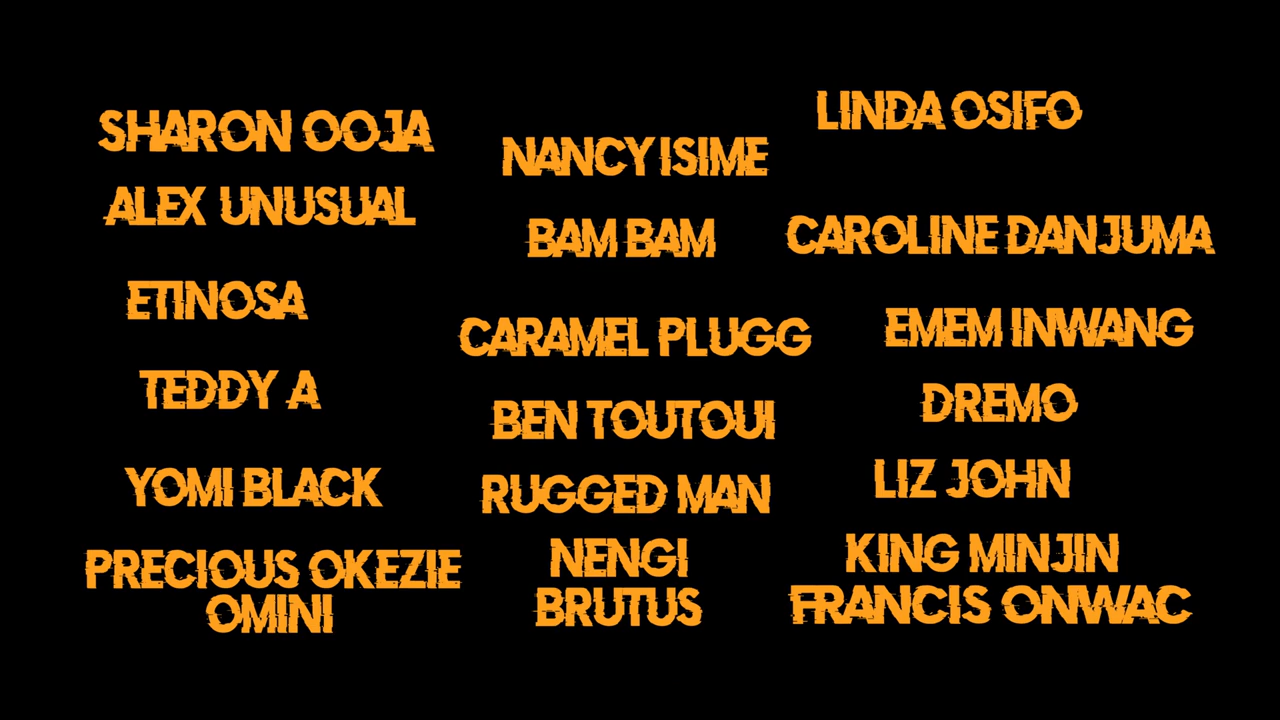 SHARON OOJA
ALEX UNUSUAL
ETINOSA
TEDDY A
YOMI BLACK
PRECIOUS OKEZIE
OMINI
NANCY ISIME
BAM BAM
CARAMEL PLUGG
BEN TOUTOUI
RUGGED MAN
NENGI
BRUTUS
LINDA OSIFO
CAROLINE DANJUMA
EMEM INWANG
DREMO
LIZ JOHN
KING MINJIN
FRANCIS ONWAC